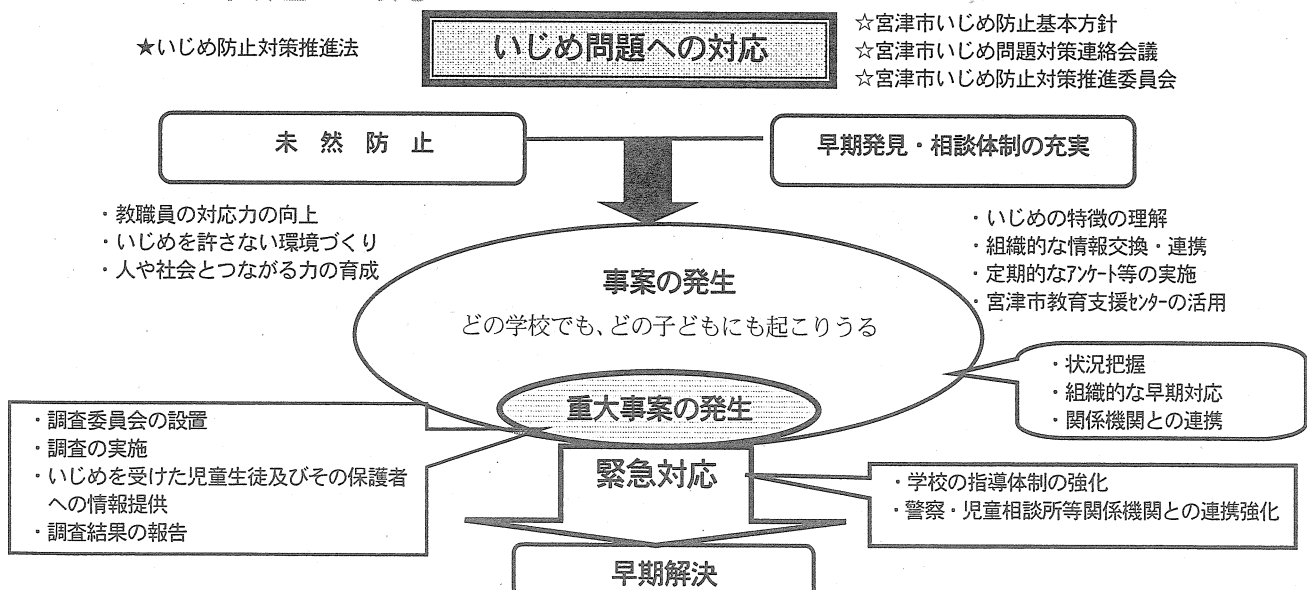 ★いじめ防止対策推進法
いじめ問題への対応
☆宮津市いじめ防止基本方針
☆宮津市いじめ問題対策連絡会議
☆宮津市いじめ防止対策推進委員会
未 然 防 止
早期発見・相談体制の充実
・教職員の対応力の向上
・いじめを許さない環境づくり
・人や社会とつながる力の育成
・いじめの特徴の理解
・組織的な情報交換・連携
・定期的なｱﾝｹｰﾄ等の実施
・宮津市教育支援ｾﾝﾀｰの活用
事案の発生
どの学校でも、どの子どもにも起こりうる
・状況把握
・組織的な早期対応
・関係機関との連携
重大事案の発生
・調査委員会の設置
・調査の実施
・いじめを受けた児童生徒及びその保護者
への情報提供
・調査結果の報告
緊急対応
・学校の指導体制の強化
・警察・児童相談所等関係機関との連携強化
早期解決